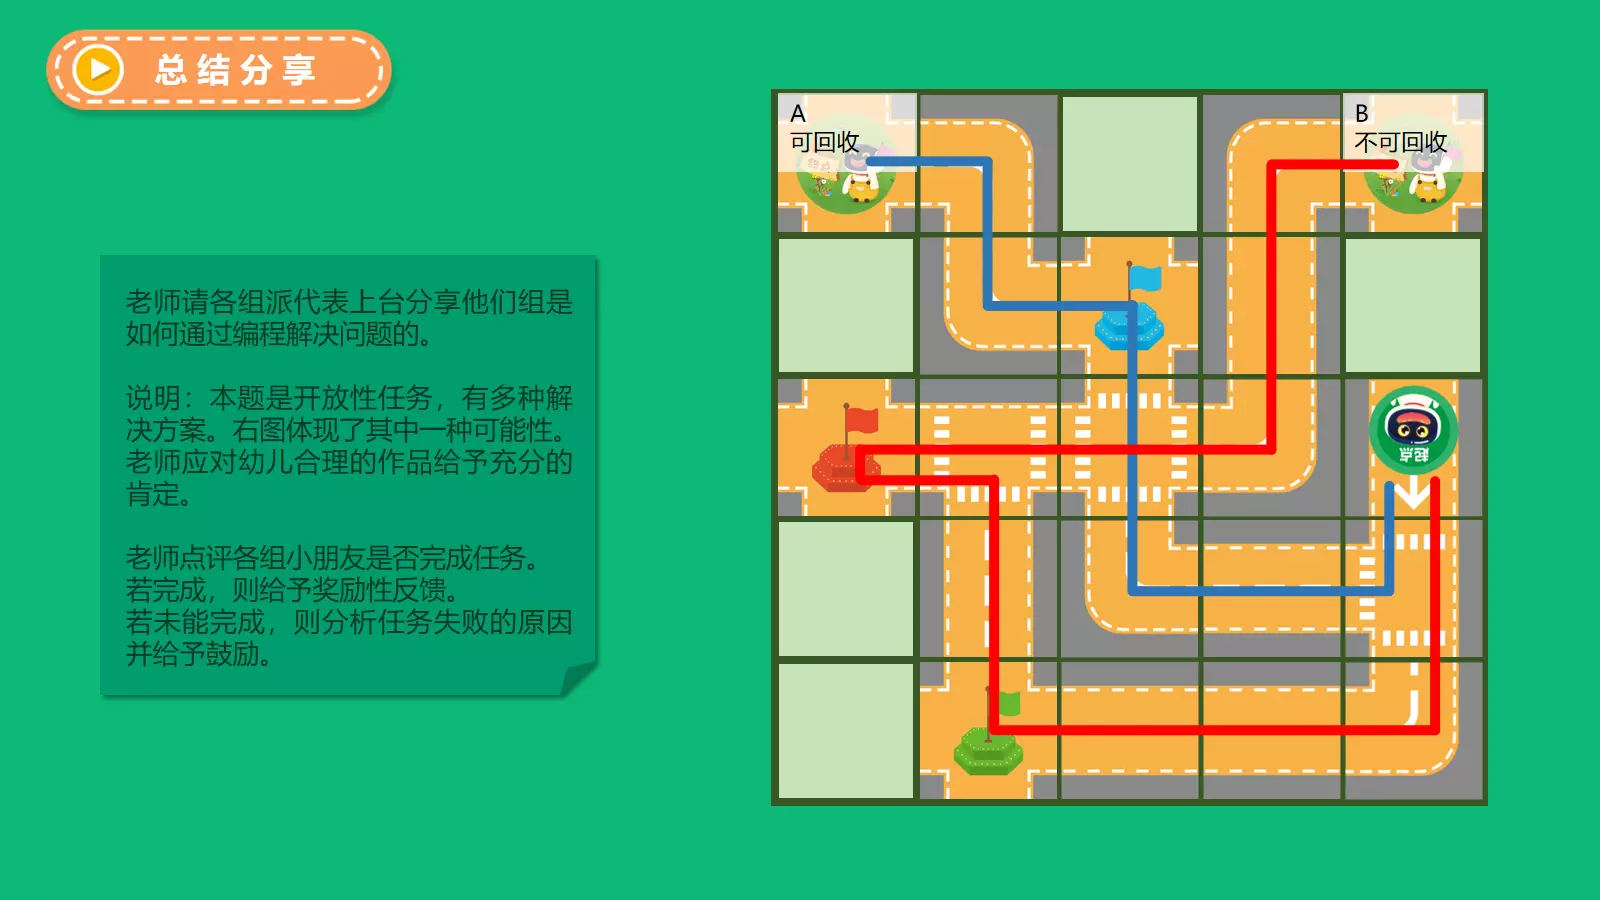 总结分享
老师请各组派代表上台分享他们组是
如何通过编程解决问题的。
说明：本题是开放性任务，有多种解
决方案。右图体现了其中一种可能性。
老师应对幼儿合理的作品给予充分的
肯定。
老师点评各组小朋友是否完成任务。
若完成，则给予奖励性反馈。
若未能完成，则分析任务失败的原因
并给予鼓励。
A
可回收
B
不可回收
起点